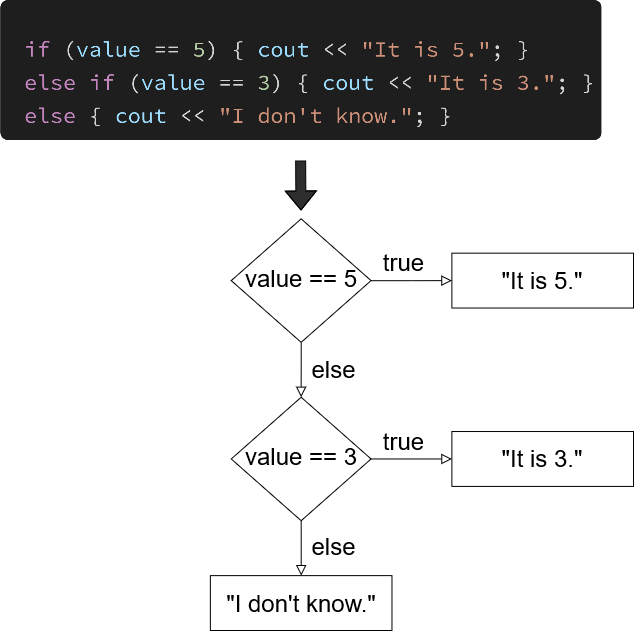 if (value == 5) { cout << "It is 5."; }
else if (value == 3) { cout << "It is 3."; }
else { cout << "I don't know."; }
value == 5
true
"It is 5."
else
value == 3
true
"It is 3."
else
"I don't know."